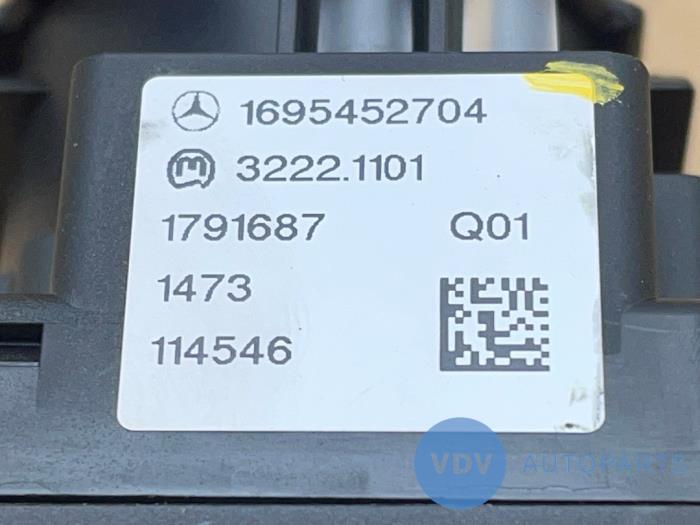 1695452704
m 3222.1101
1791687 Q01
1473
114546
VDV AUTOPARTS